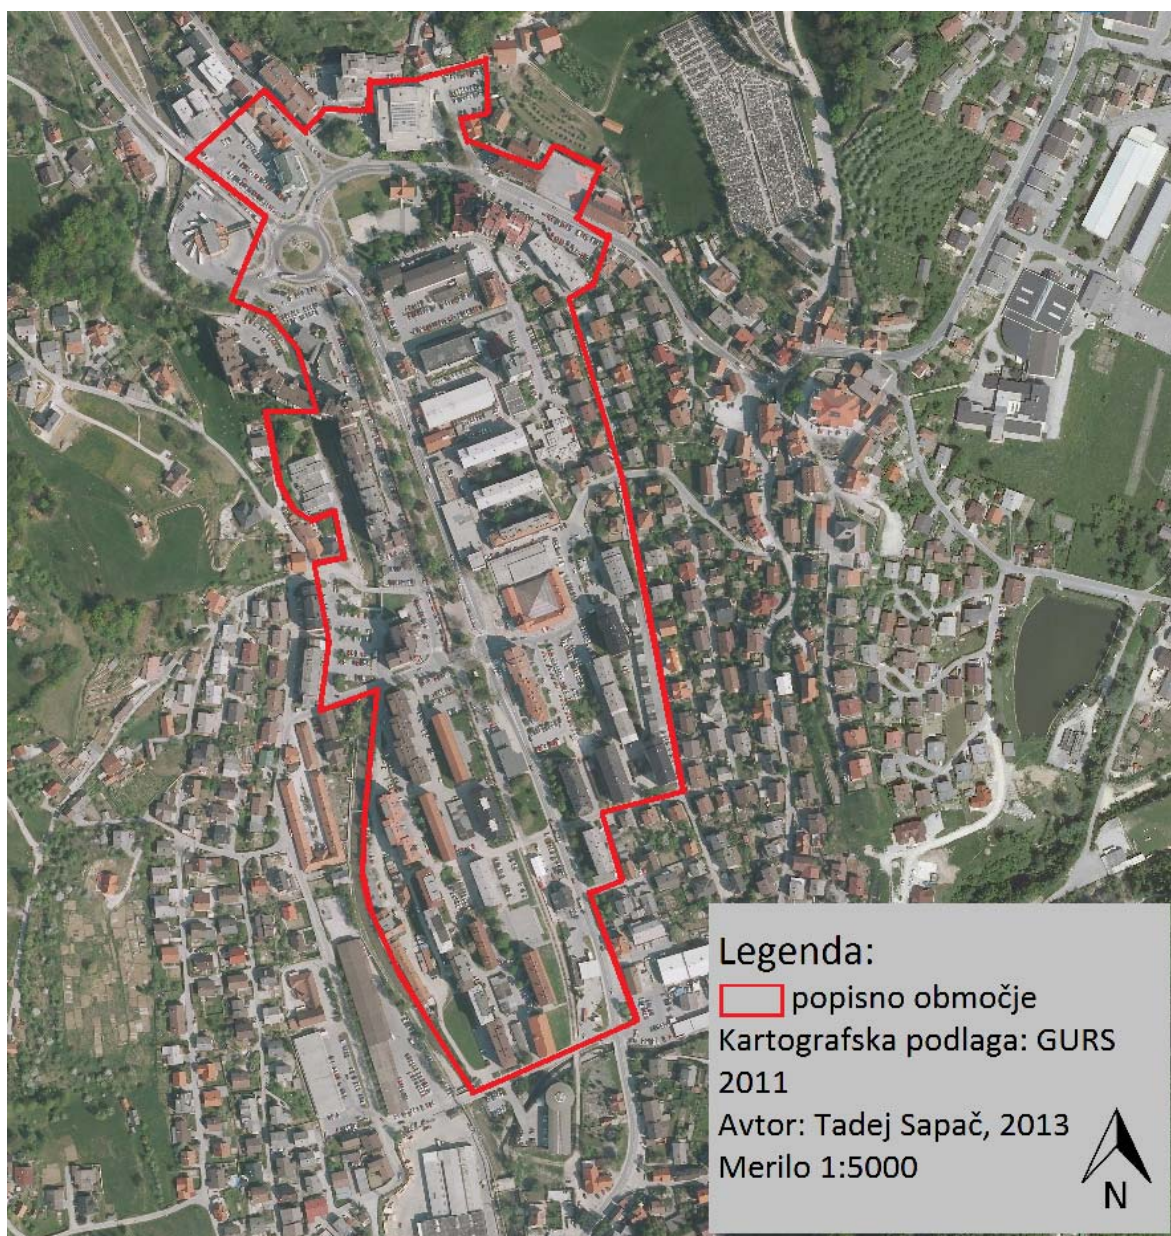 Legenda:
popisno območje
Kartografska podlaga: GURS
2011
Avtor: Tadej Sapač, 2013
Merilo 1:5000
N